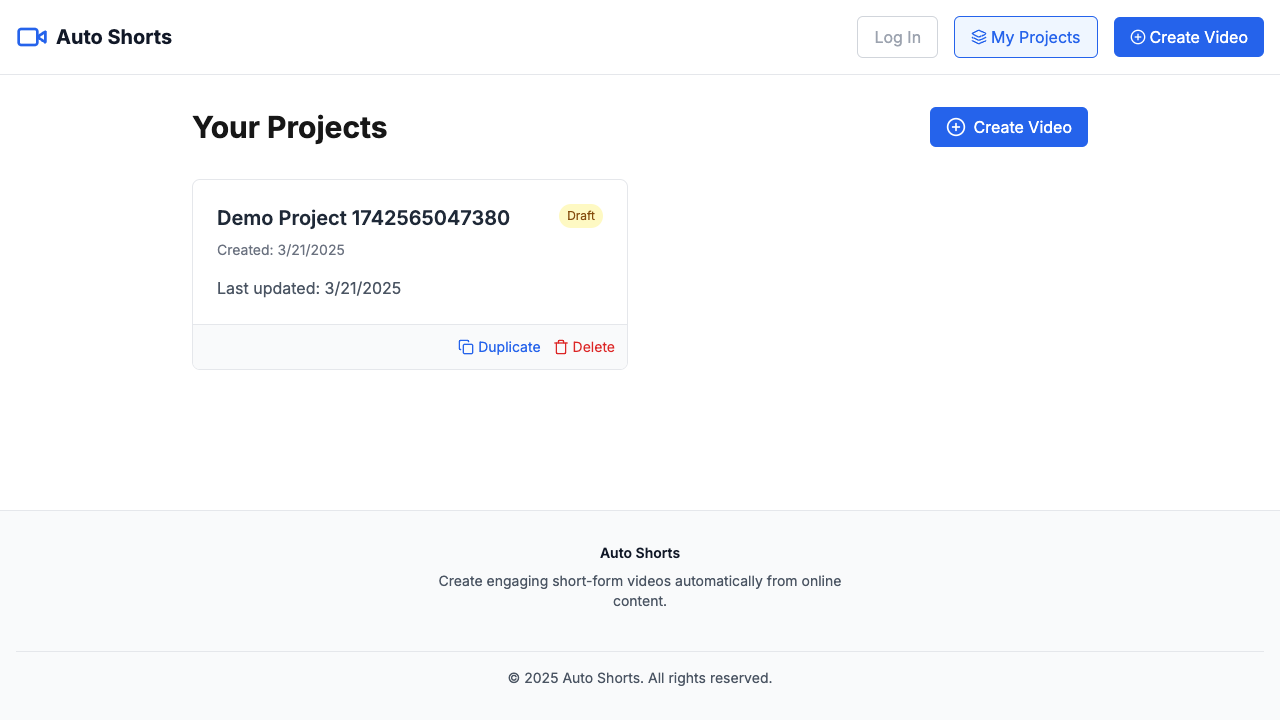 Auto Shorts
Log In
My Projects
Create Video
Your Projects
Create Video
Demo Project 1742565047380
Draft
Created: 3/21/2025
Last updated: 3/21/2025
Duplicate
Delete
Auto Shorts
Create engaging short-form videos automatically from online
content.
© 2025 Auto Shorts. All rights reserved.